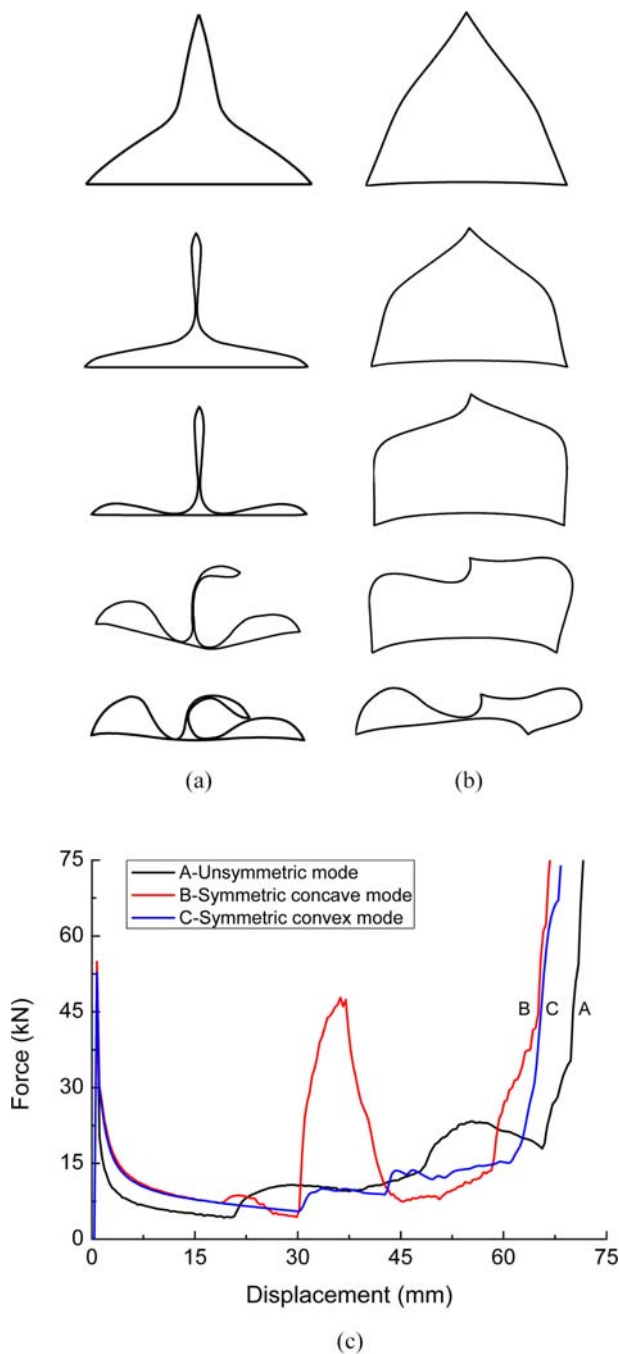 (a) (b)
75
60
45
30
15
0
Force (kN)
A-Unsymmetric mode
B-Symmetric concave mode
C-Symmetric convex mode
B C A
0 15 30 45 60 75
Displacement (mm)
(c)